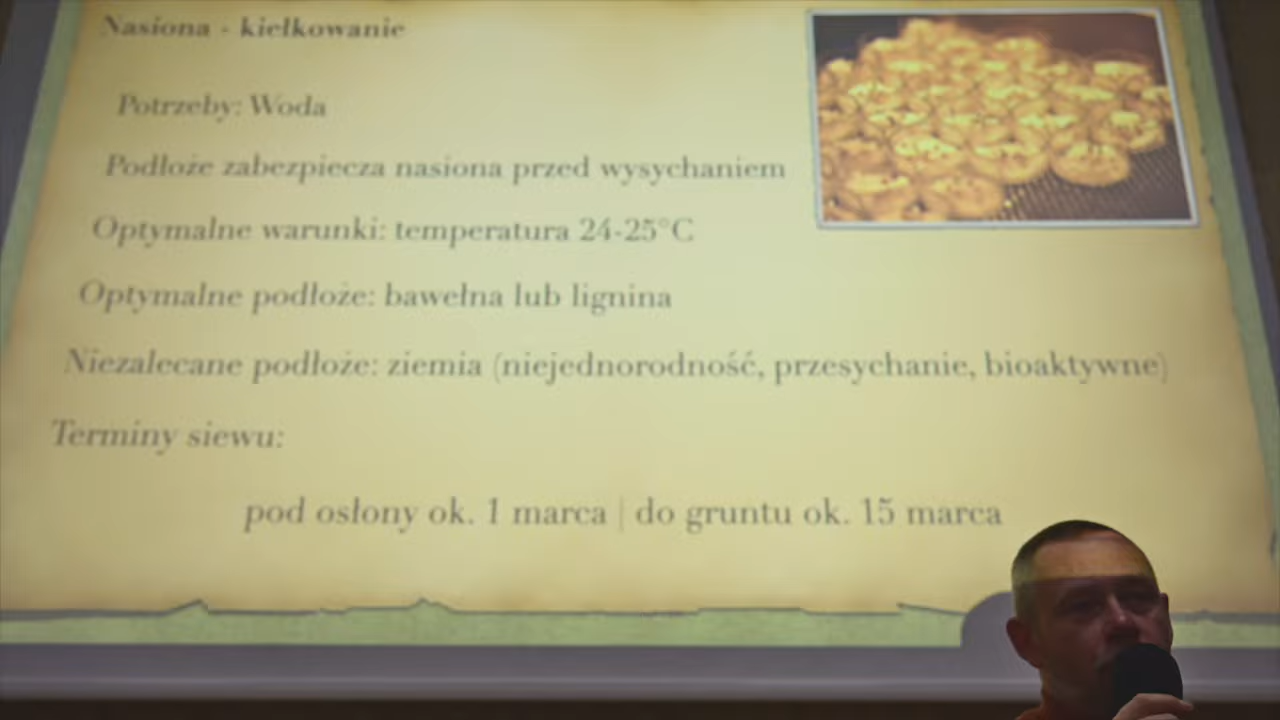 Nasiona - kiełkowanie
Potrzeby: Woda
Podłoże zabezpiecza nasiona przed wysychaniem
Optymalne warunki: temperatura 24-25°C
Optymalne podłoże: bawełna lub lignina
Niezalecane podłoże: ziemia (niejednorodność, przesychanie, bioaktywne)
Terminy siewu:
pod osłony ok. 1 marca | do gruntu ok. 15 marca